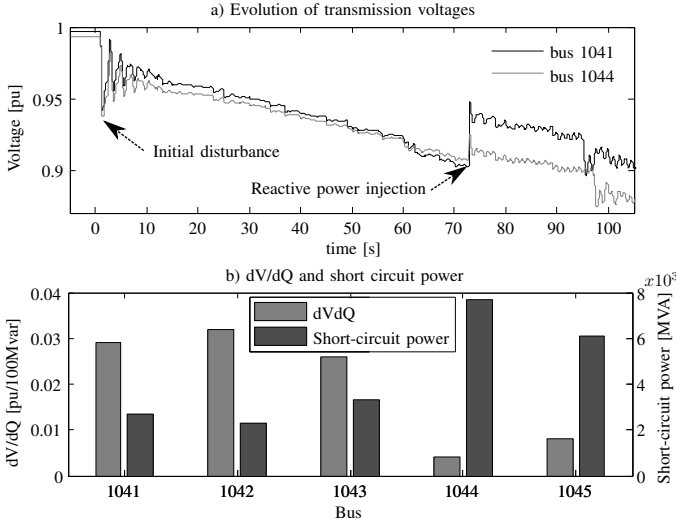 a) Evolution of transmission voltages
1
0.95
0.9
Voltage [pu]
bus 1041
bus 1044
Initial disturbance
Reactive power injection
0 10 20 30 40 50 60 70 80 90 100
time [s]
b) dV/dQ and short circuit power
x10³
0.04
0.03
0.02
0.01
0
dV/dQ [pu/100Mvar]
dVdQ
Short-circuit power
8
6
4
2
0
Short-circuit power [MVA]
1041 1042 1043 1044 1045
Bus